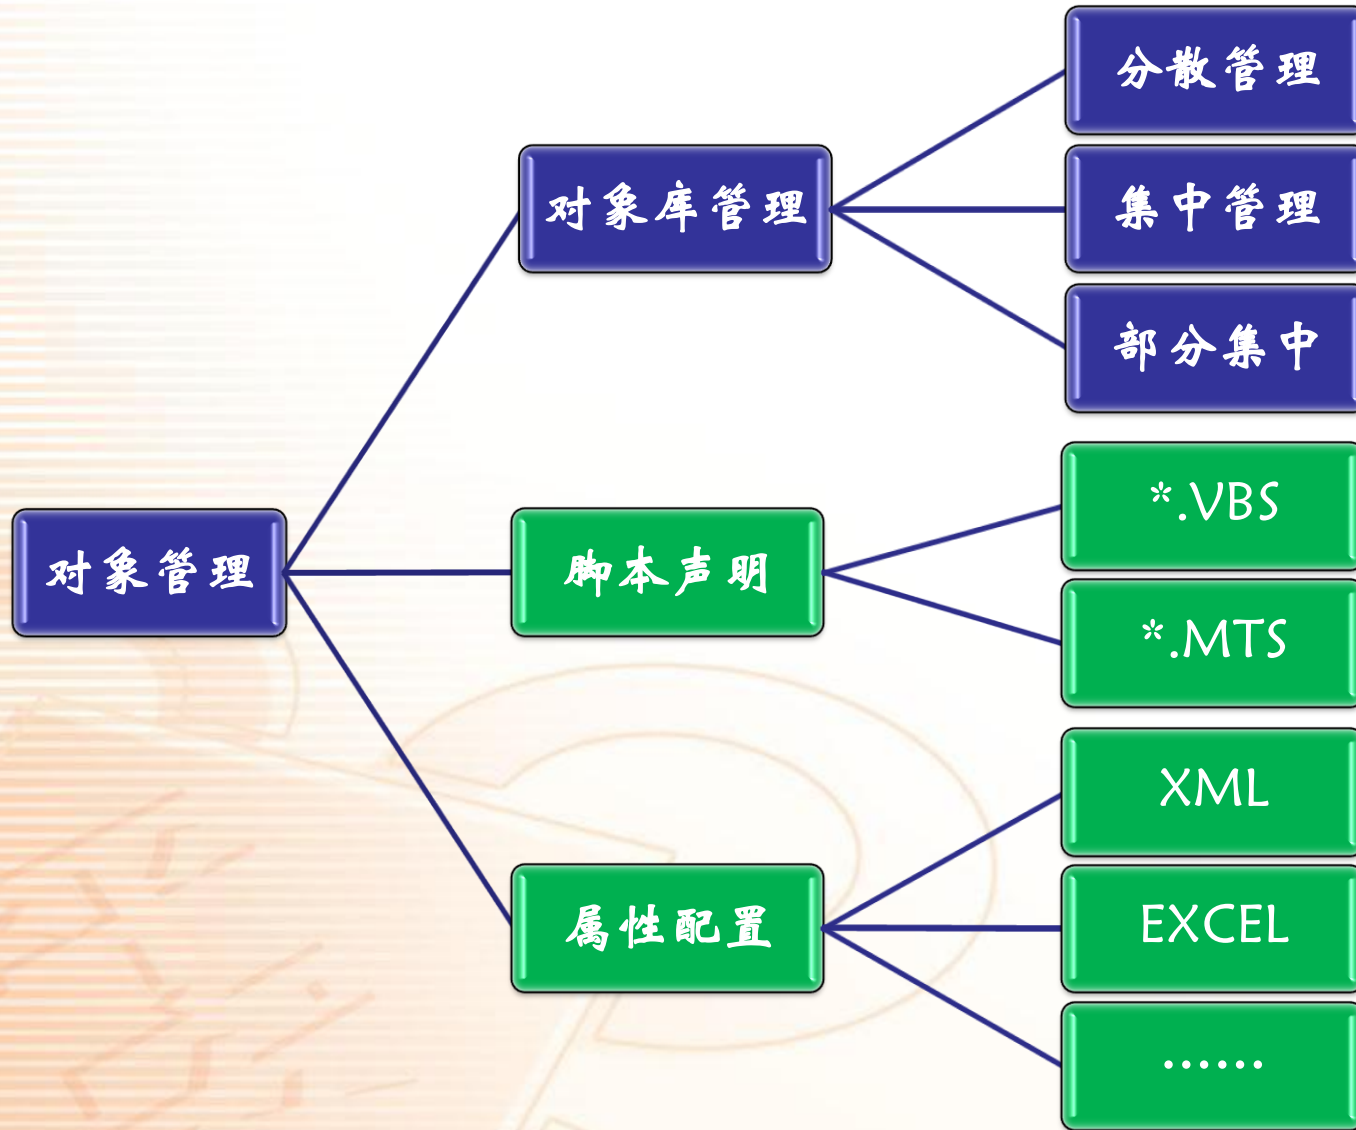 对象管理
对象库管理
分散管理
集中管理
部分集中
脚本声明
*.VBS
*.MTS
属性配置
XML
EXCEL
……